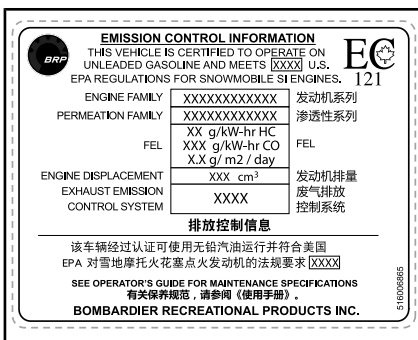 BRP
EMISSION CONTROL INFORMATION
THIS VEHICLE IS CERTIFIED TO OPERATE ON
UNLEADED GASOLINE AND MEETS XXXX U.S.
EPA REGULATIONS FOR SNOWMOBILE SI ENGINES.
EC
121
ENGINE FAMILY XXXXXXXXXXXX 发动机系列
PERMEATION FAMILY XXXXXXXXXXXX 渗透性系列
XX g/kW-hr HC
FEL XXX g/kW-hr CO FEL
X.X g/ m2 / day
ENGINE DISPLACEMENT XXX cm³ 发动机排量
EXHAUST EMISSION 废气排放
CONTROL SYSTEM XXXX 控制系统
排放控制信息
该车辆经过认证可使用无铅汽油运行并符合美国
EPA 对雪地摩托火花塞点火发动机的法规要求 XXXX
SEE OPERATOR'S GUIDE FOR MAINTENANCE SPECIFICATIONS
有关保养规范，请参阅《使用手册》。
BOMBARDIER RECREATIONAL PRODUCTS INC.
516006865